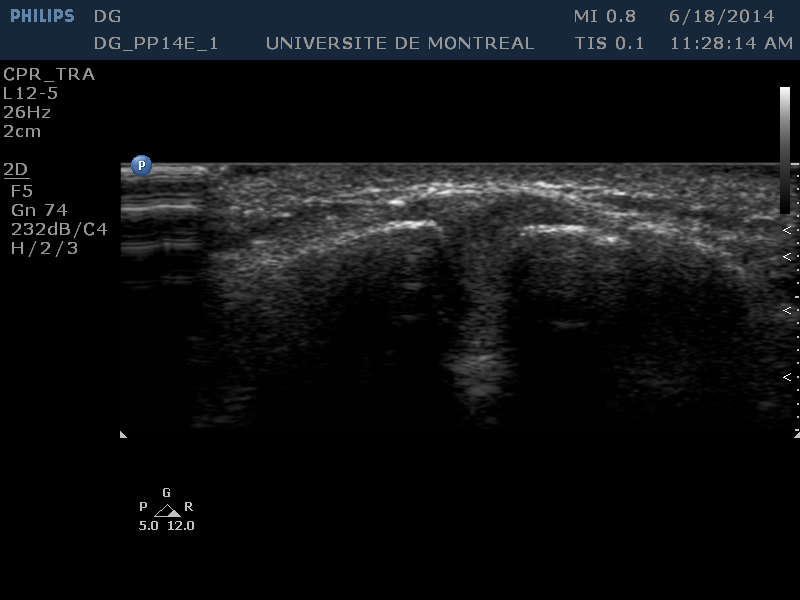 PHILIPS DG MI 0.8 6/18/2014
DG_PP14E_1 UNIVERSITE DE MONTREAL TIS 0.1 11:28:14 AM
CPR_TRA
L12-5
26Hz
2cm
P
2D
F5
Gn 74
232dB/C4
H/2/3
G
P R
5.0 12.0